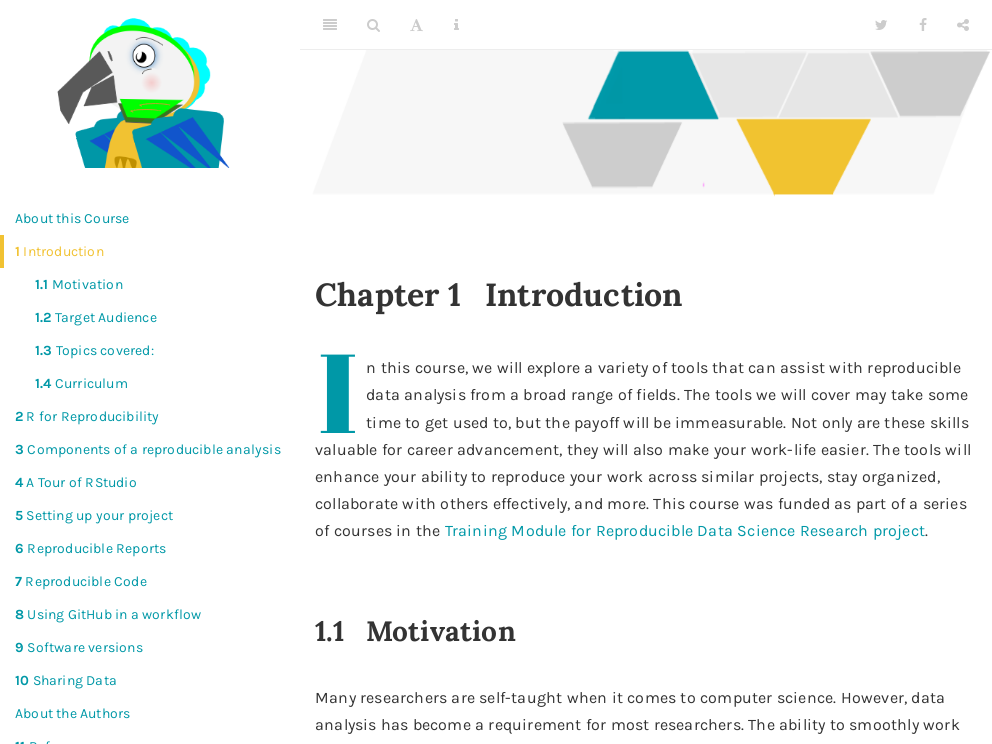 About this Course
1 Introduction
1.1 Motivation
1.2 Target Audience
1.3 Topics covered:
1.4 Curriculum
2 R for Reproducibility
3 Components of a reproducible analysis
4 A Tour of RStudio
5 Setting up your project
6 Reproducible Reports
7 Reproducible Code
8 Using GitHub in a workflow
9 Software versions
10 Sharing Data
About the Authors
Chapter 1 Introduction
In this course, we will explore a variety of tools that can assist with reproducible
data analysis from a broad range of fields. The tools we will cover may take some
time to get used to, but the payoff will be immeasurable. Not only are these skills
valuable for career advancement, they will also make your work-life easier. The tools will
enhance your ability to reproduce your work across similar projects, stay organized,
collaborate with others effectively, and more. This course was funded as part of a series
of courses in the Training Module for Reproducible Data Science Research project.
1.1 Motivation
Many researchers are self-taught when it comes to computer science. However, data
analysis has become a requirement for most researchers. The ability to smoothly work